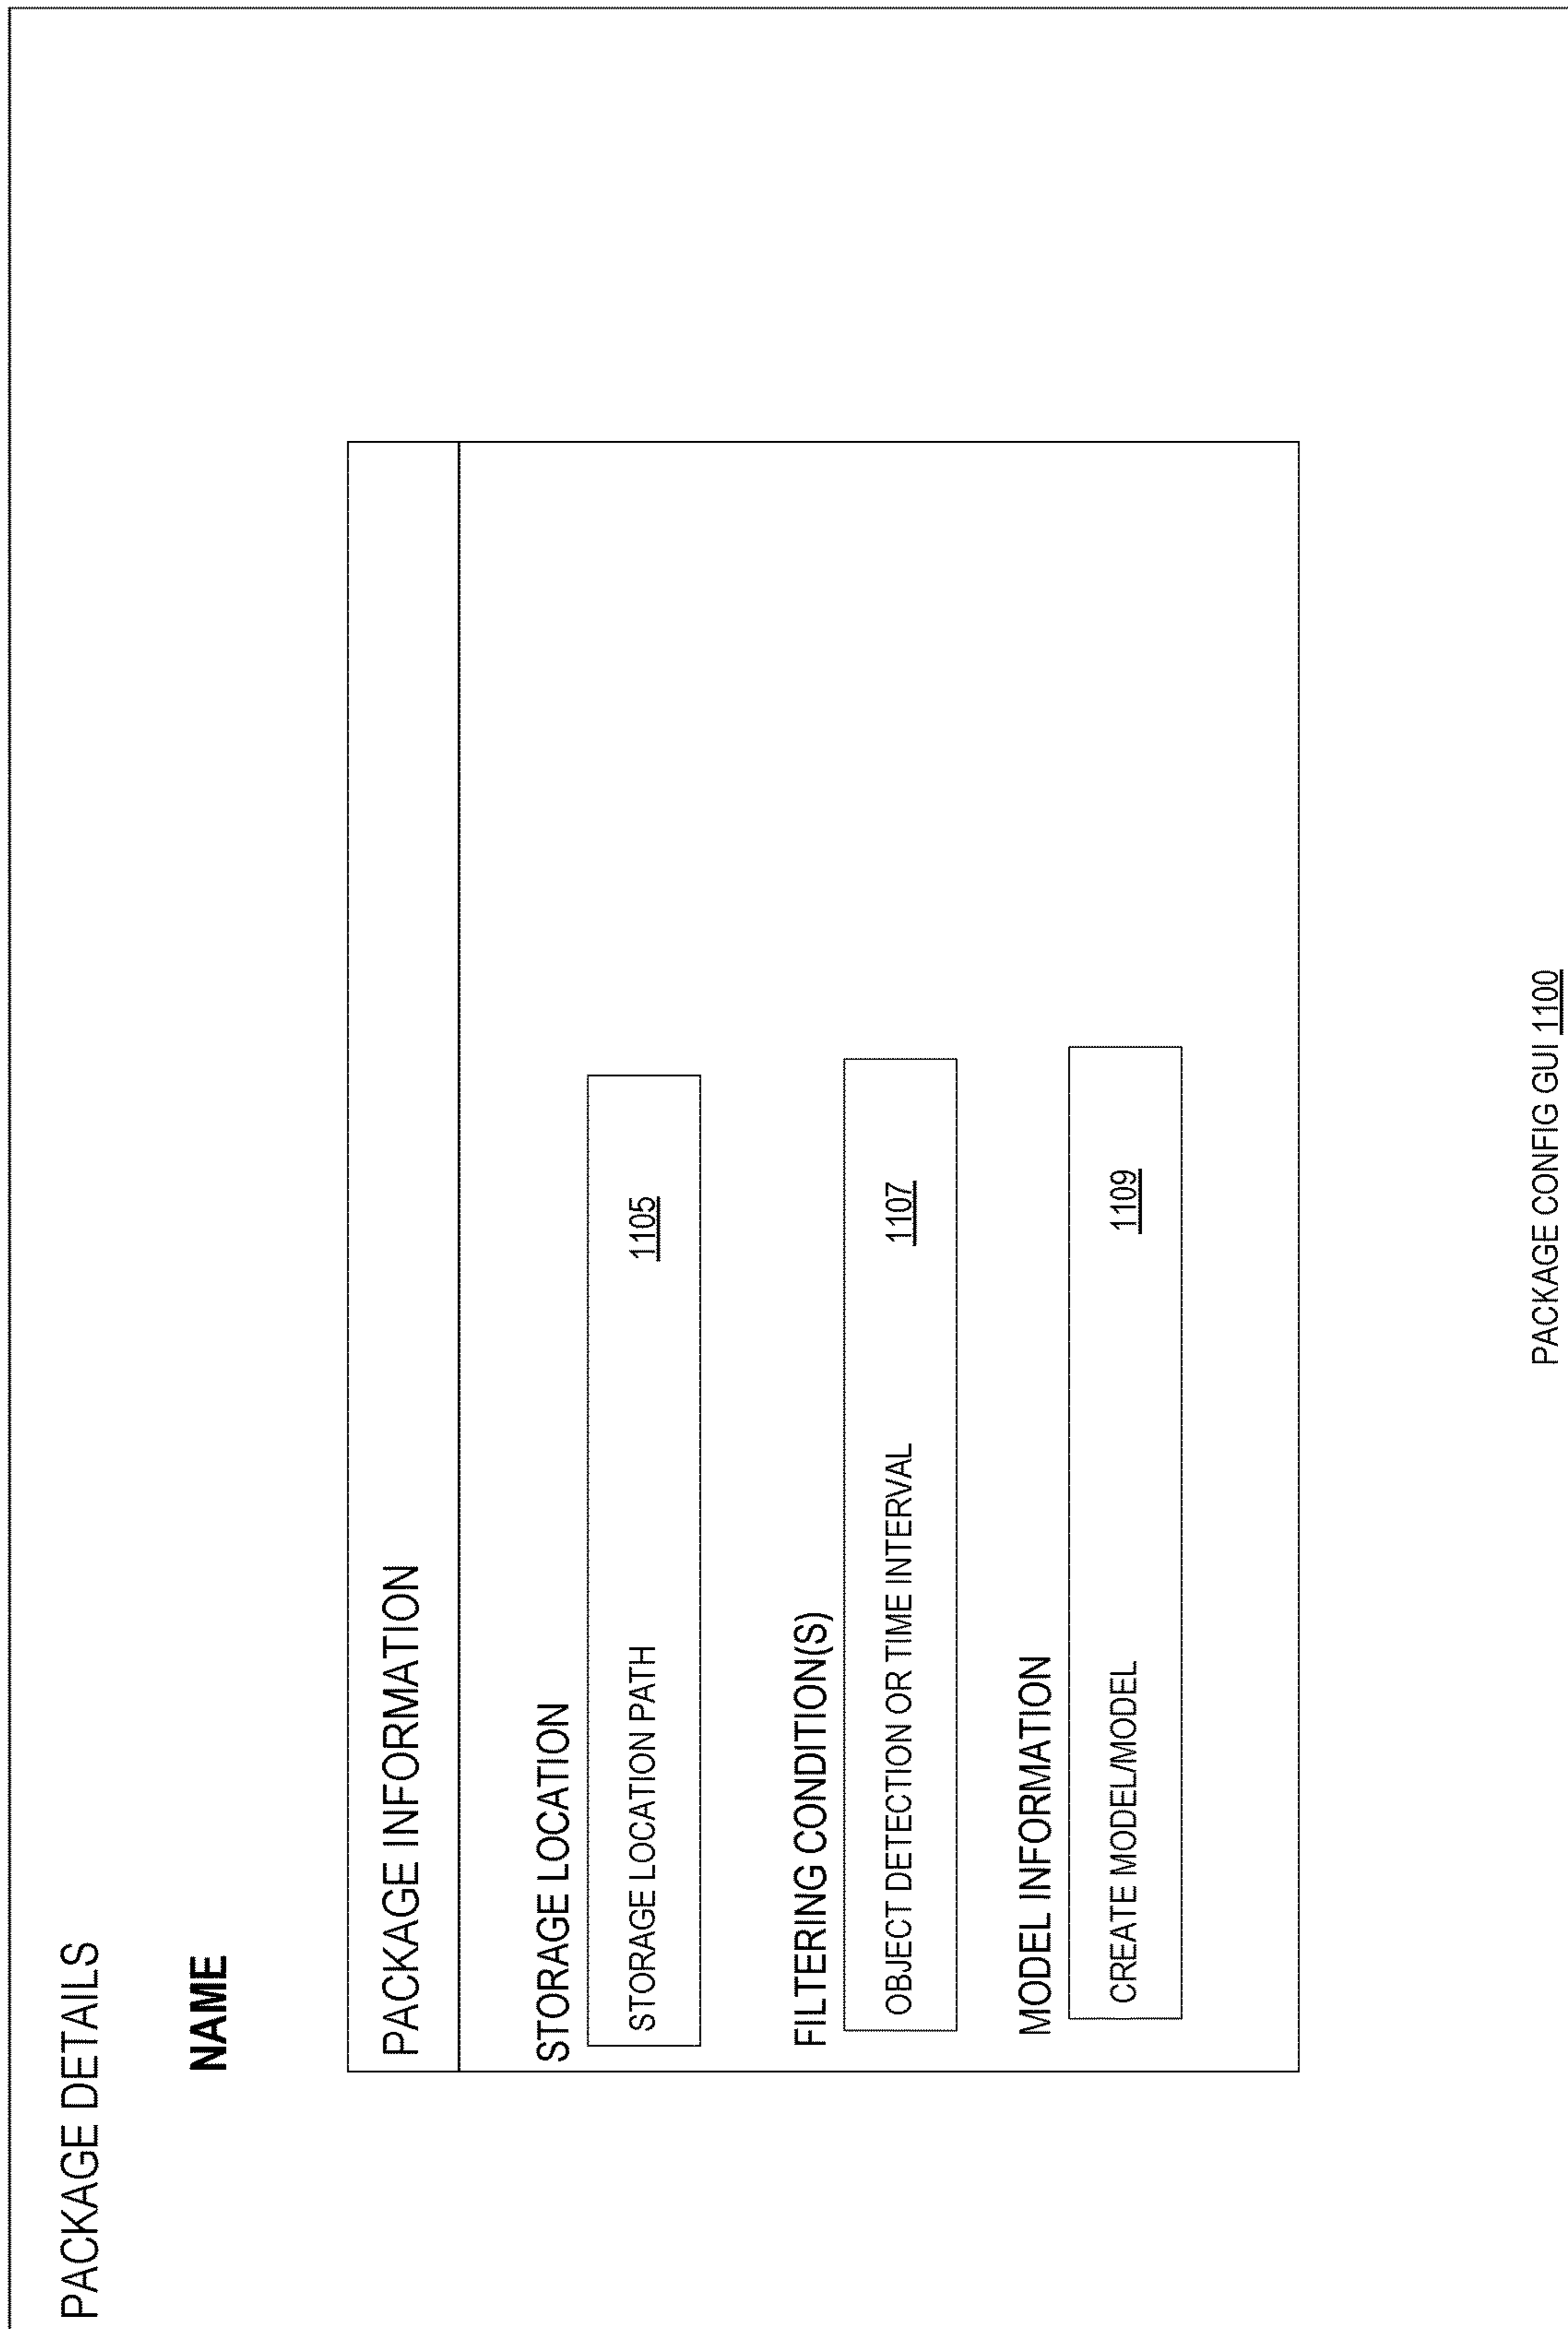 PACKAGE DETAILS
NAME
PACKAGE INFORMATION
STORAGE LOCATION
STORAGE LOCATION PATH 1105
FILTERING CONDITION(S)
OBJECT DETECTION OR TIME INTERVAL 1107
MODEL INFORMATION
CREATE MODEL/MODEL 1109
PACKAGE CONFIG GUI 1100